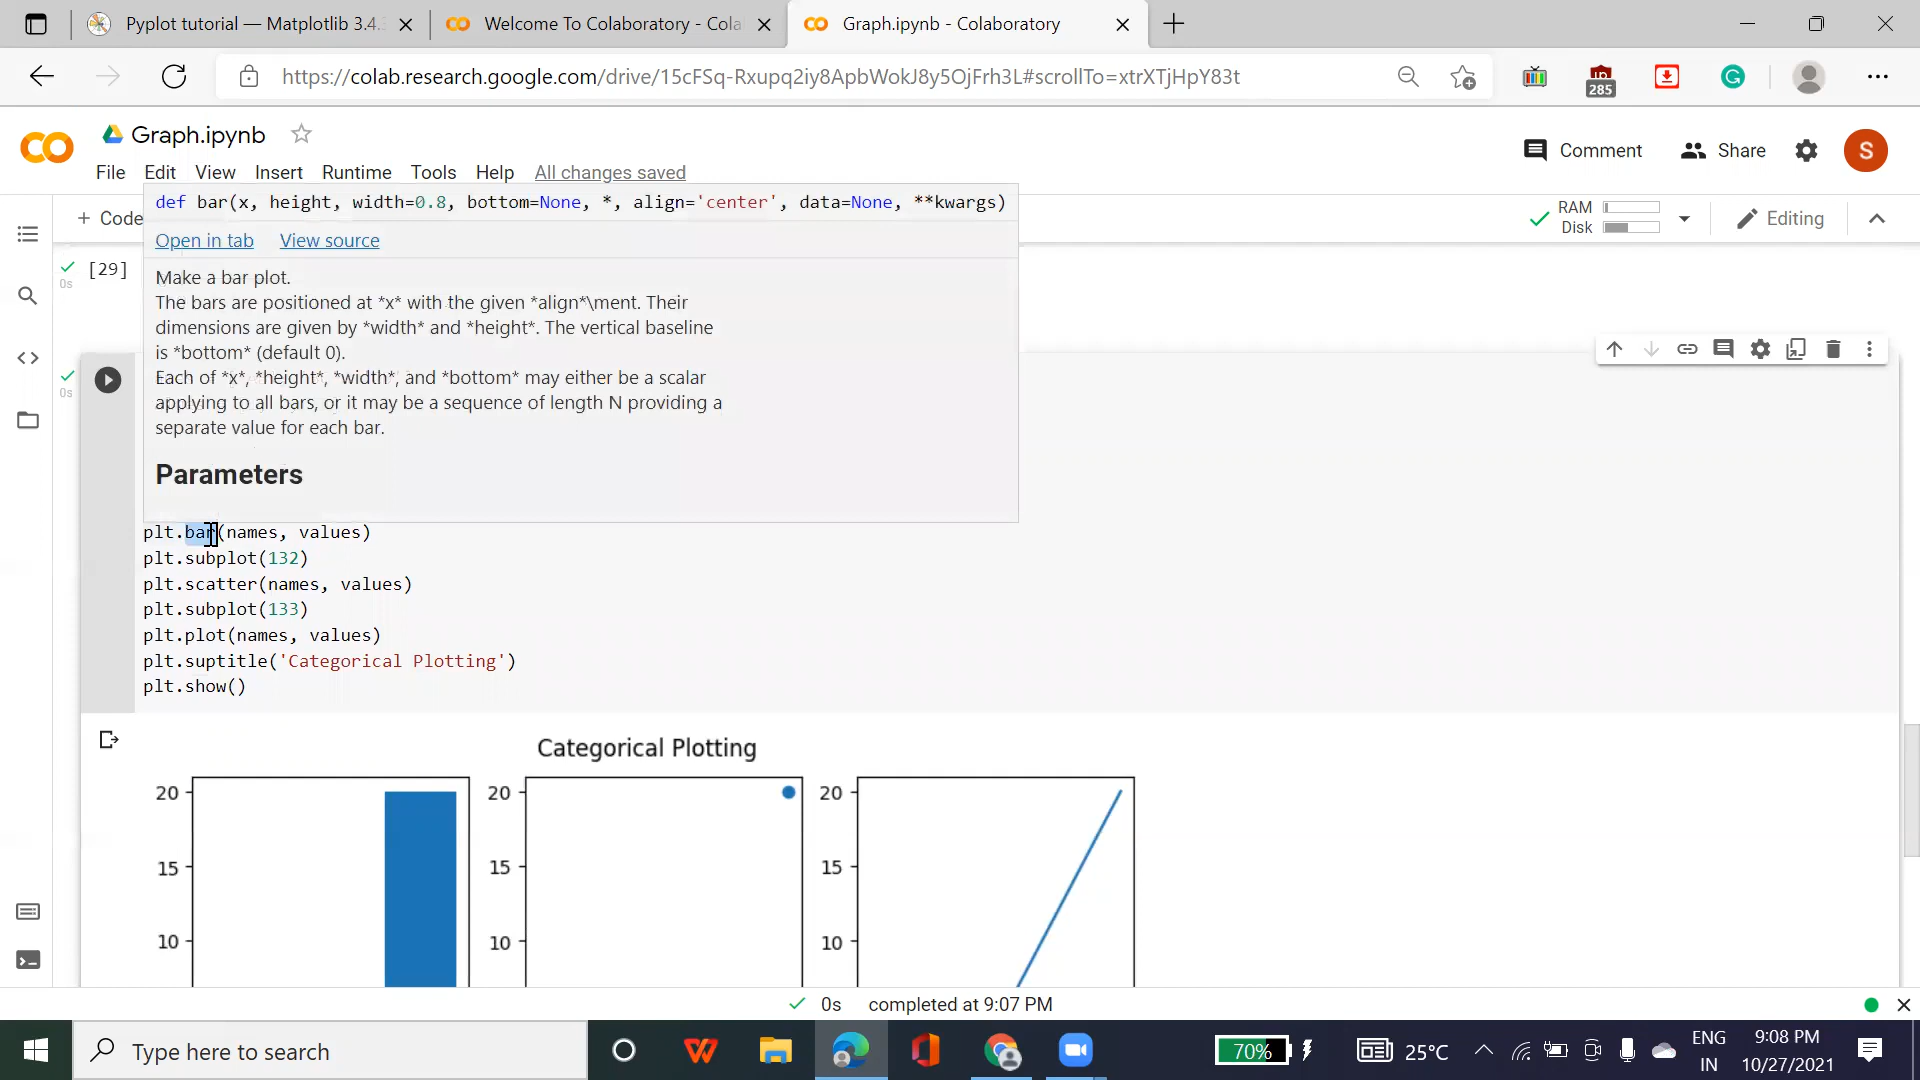 Pyplot tutorial — Matplotlib 3.4.
Welcome To Colaboratory - Cola
Graph.ipynb - Colaboratory
https://colab.research.google.com/drive/15cFSq-Rxupq2iy8ApbWokJ8y5OjFrh3L#scrollTo=xtrXTjHpY83t
285
Graph.ipynb
Comment
Share
S
File Edit View Insert Runtime Tools Help All changes saved
def bar(x, height, width=0.8, bottom=None, *, align='center', data=None, **kwargs)
+ Code
RAM
Disk
Editing
Open in tab View source
[29]
0s
Make a bar plot.
The bars are positioned at *x* with the given *align*\ment. Their
dimensions are given by *width* and *height*. The vertical baseline
is *bottom* (default 0).
Each of *x*, *height*, *width*, and *bottom* may either be a scalar
applying to all bars, or it may be a sequence of length N providing a
separate value for each bar.
0s
Parameters
plt.bar(names, values)
plt.subplot(132)
plt.scatter(names, values)
plt.subplot(133)
plt.plot(names, values)
plt.suptitle('Categorical Plotting')
plt.show()
Categorical Plotting
20 20 20
15 15 15
10 10 10
0s completed at 9:07 PM
Type here to search
70%
25°C
ENG
IN
9:08 PM
10/27/2021